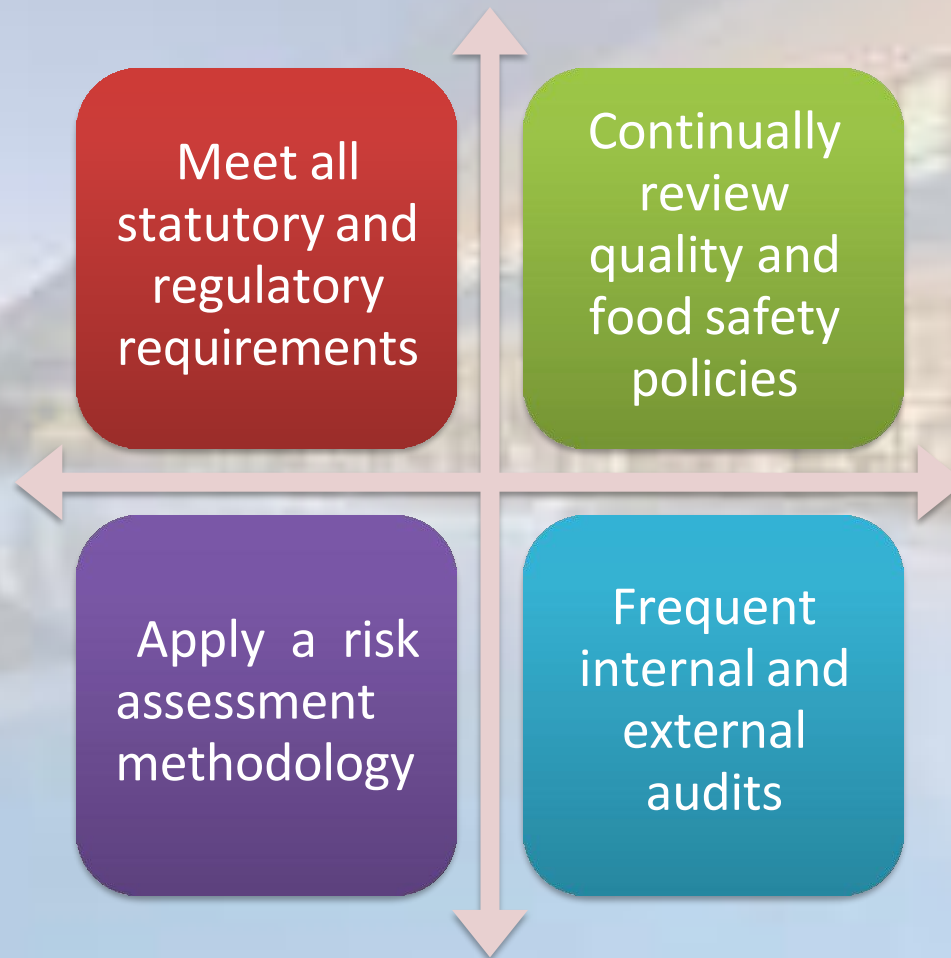 Meet all
statutory and
regulatory
requirements
Continually
review
quality and
food safety
policies
Apply a risk
assessment
methodology
Frequent
internal and
external
audits